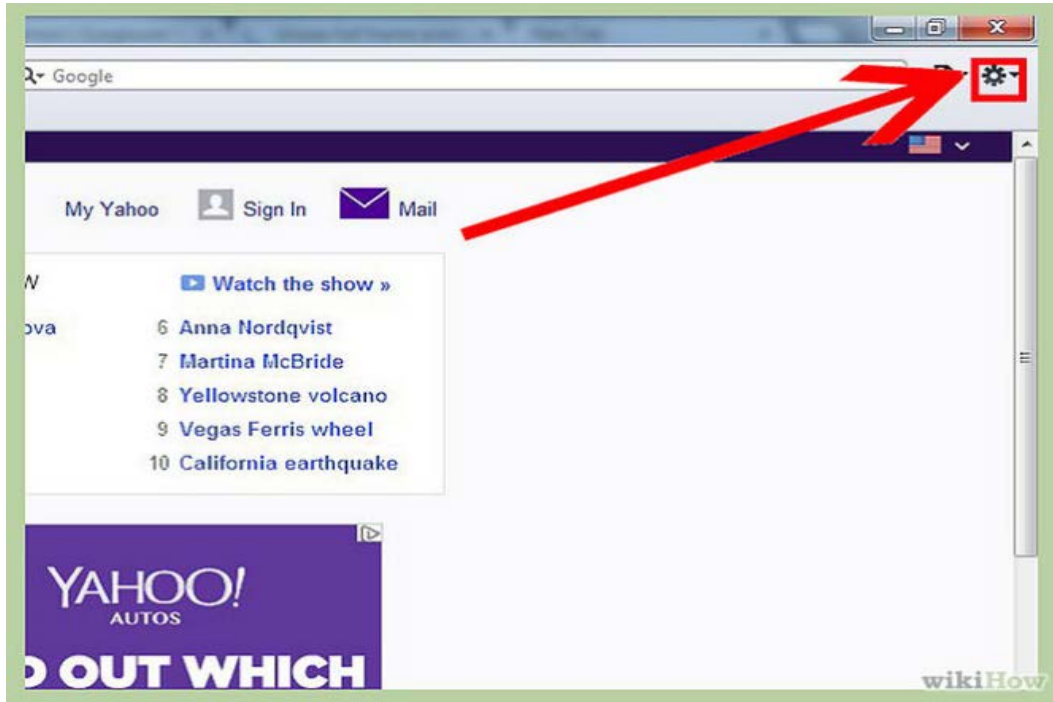 Google
My Yahoo Sign In Mail
W Watch the show »
ova 6 Anna Nordqvist
7 Martina McBride
8 Yellowstone volcano
9 Vegas Ferris wheel
10 California earthquake
YAHOO!
AUTOS
OUT WHICH
wikiHow